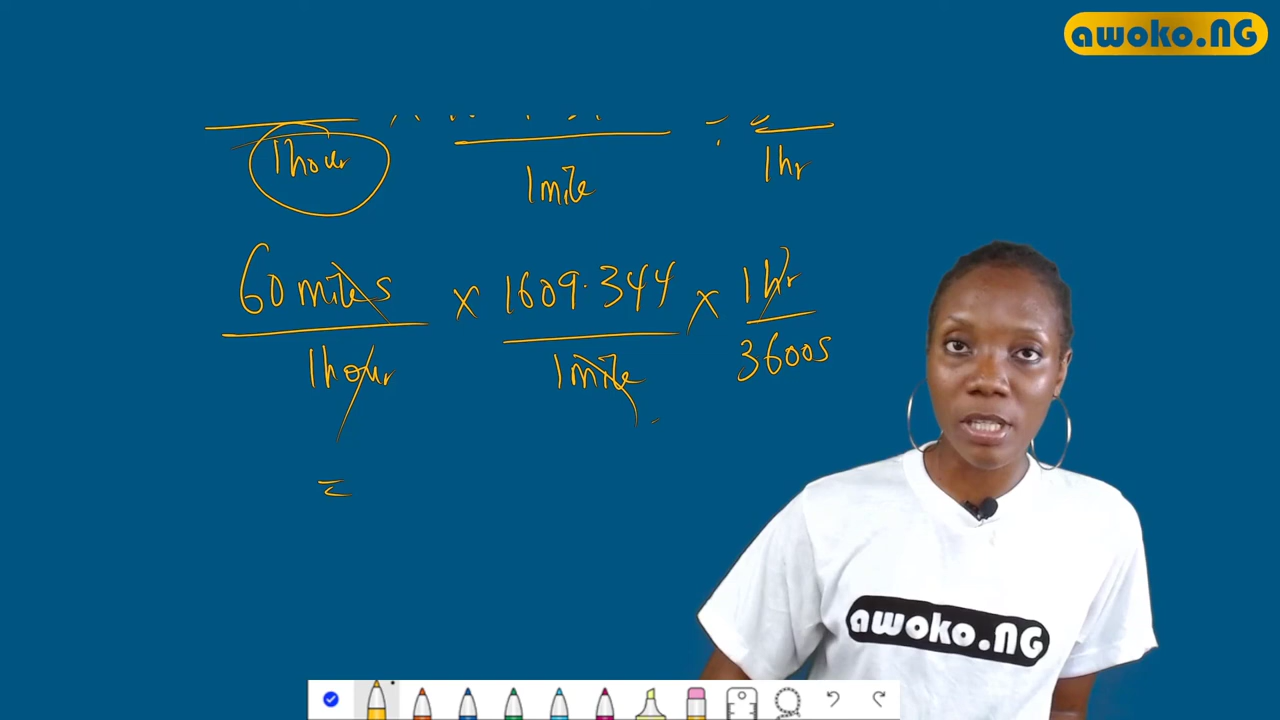 awoko.NG
1hour 1mile 1hr
60 miles × 1609.344 × 1hr
1hour 1mile 3600s
=
awoko.NG